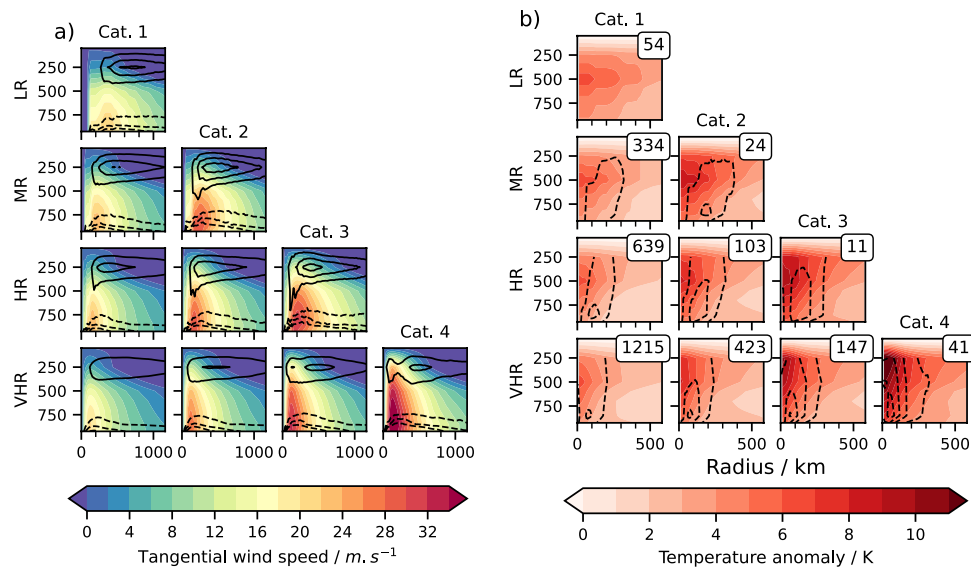 a)
Cat. 1
LR
250
500
750
Cat. 2
MR
250
500
750
Cat. 3
HR
250
500
750
Cat. 4
VHR
250
500
750
0 1000 0 1000 0 1000 0 1000
0 4 8 12 16 20 24 28 32
Tangential wind speed / m.s⁻¹
b)
Cat. 1
54
LR
250
500
750
Cat. 2
334 24
MR
250
500
750
Cat. 3
639 103 11
HR
250
500
750
Cat. 4
1215 423 147 41
VHR
250
500
750
0 500 0 500 0 500 0 500
Radius / km
0 2 4 6 8 10
Temperature anomaly / K